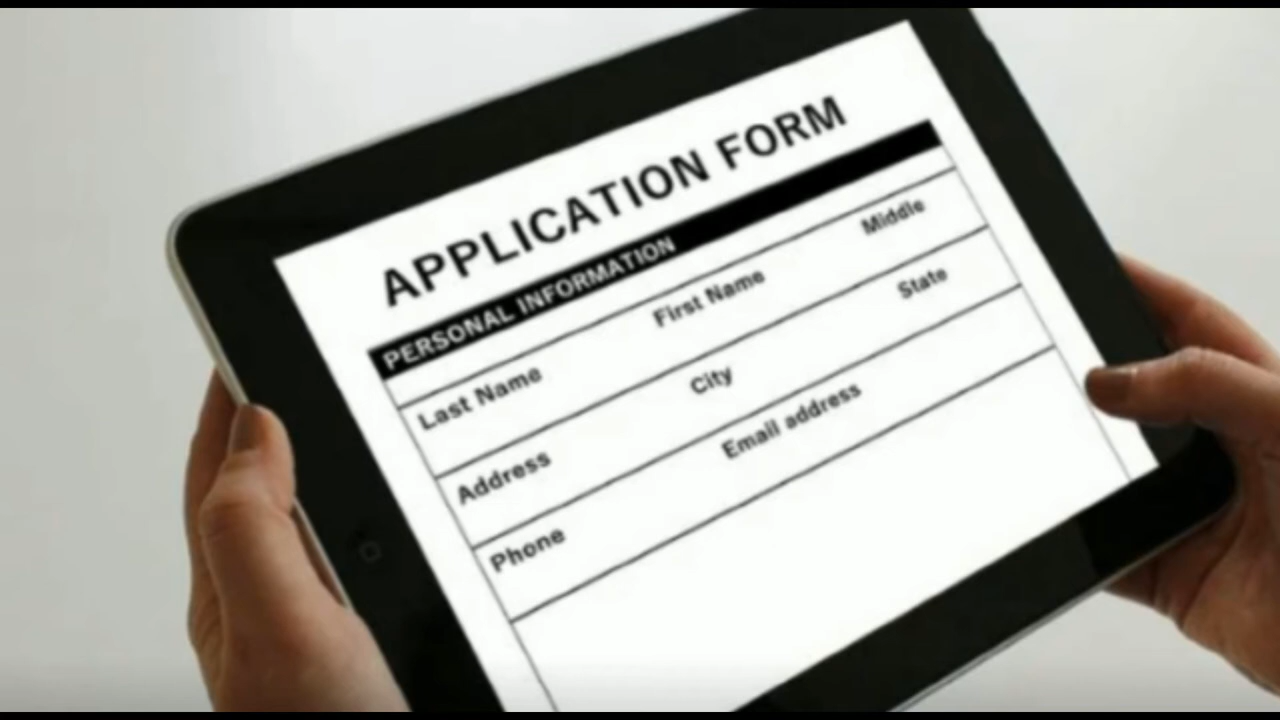 APPLICATION FORM
PERSONAL INFORMATION
Last Name First Name Middle
Address City State
Phone Email address